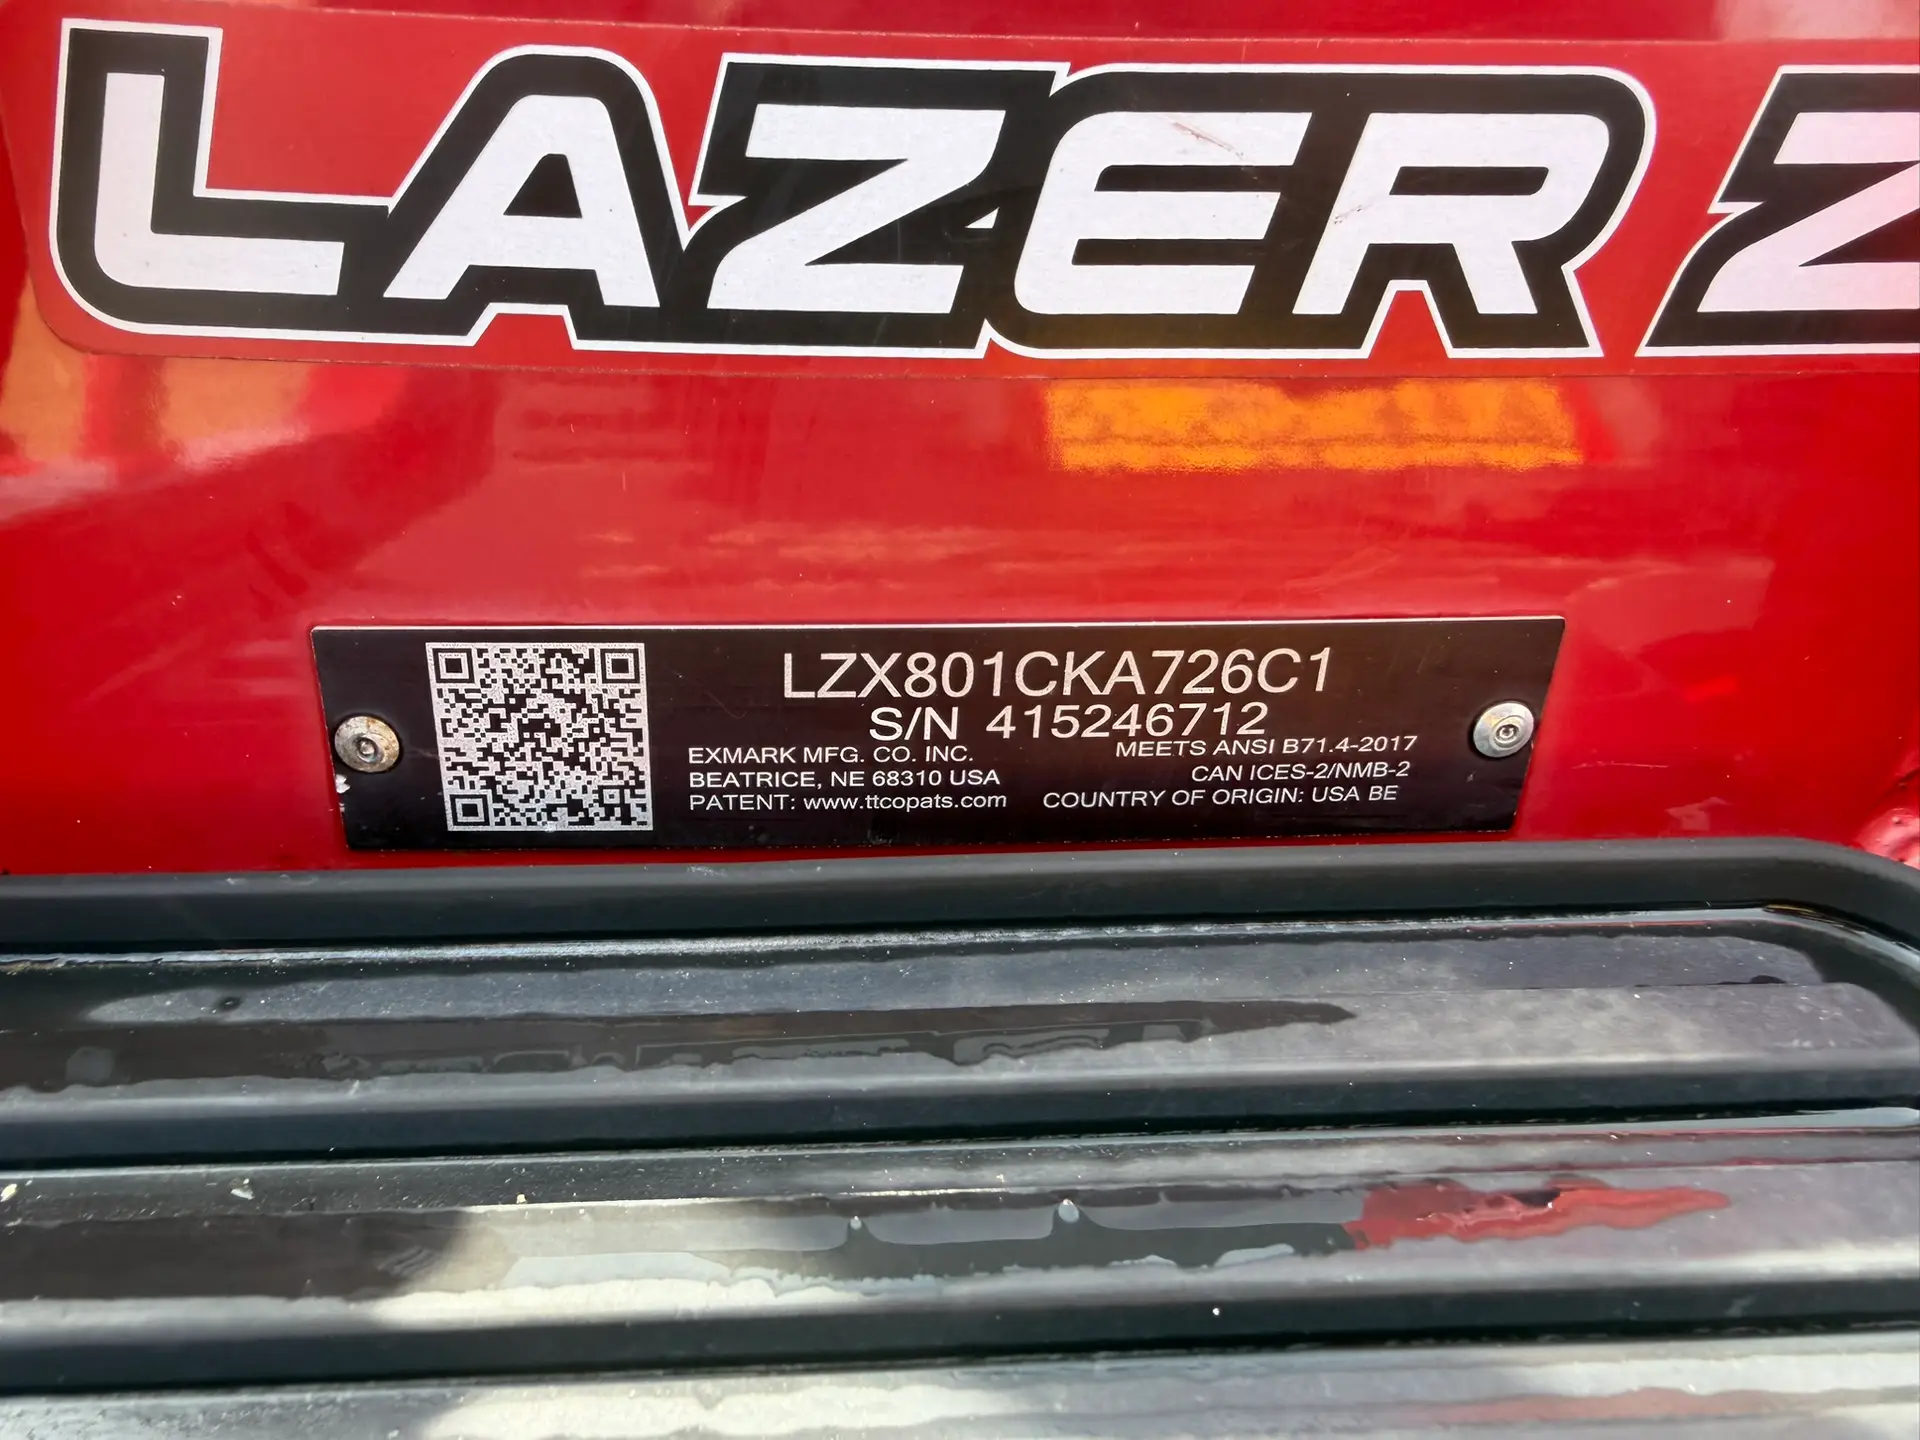 LAZER Z
LZX801CKA726C1
S/N 415246712
EXMARK MFG. CO. INC.
BEATRICE, NE 68310 USA
PATENT: www.ttcopats.com
MEETS ANSI B71.4-2017
CAN ICES-2/NMB-2
COUNTRY OF ORIGIN: USA BE